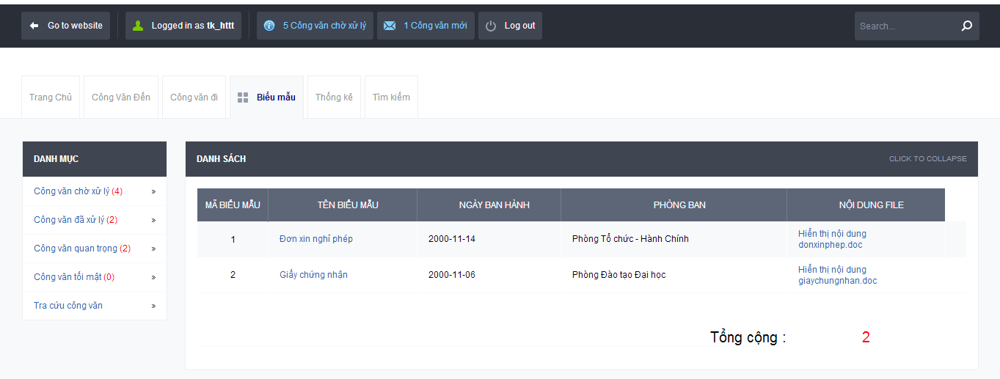 Go to website
Logged in as tk_httt
5 Công văn chờ xử lý
1 Công văn mới
Log out
Search...
Trang Chủ
Công Văn Đến
Công văn đi
Biểu mẫu
Thống kê
Tìm kiếm
DANH MỤC
Công văn chờ xử lý (4) »
Công văn đã xử lý (2) »
Công văn quan trọng (2) »
Công văn tối mật (0) »
Tra cứu công văn »
DANH SÁCH
CLICK TO COLLAPSE
MÃ BIỂU MẪU TÊN BIỂU MẪU NGÀY BAN HÀNH PHÒNG BAN NỘI DUNG FILE
1 Đơn xin nghỉ phép 2000-11-14 Phòng Tổ chức - Hành Chính Hiển thị nội dung
donxinphep.doc
2 Giấy chứng nhận 2000-11-06 Phòng Đào tạo Đại học Hiển thị nội dung
giaychungnhan.doc
Tổng cộng : 2